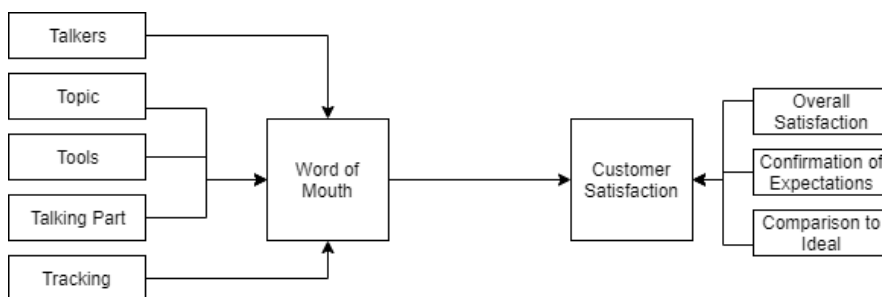 Talkers
Topic
Tools
Talking Part
Tracking
Word of
Mouth
Customer
Satisfaction
Overall
Satisfaction
Confirmation of
Expectations
Comparison to
Ideal